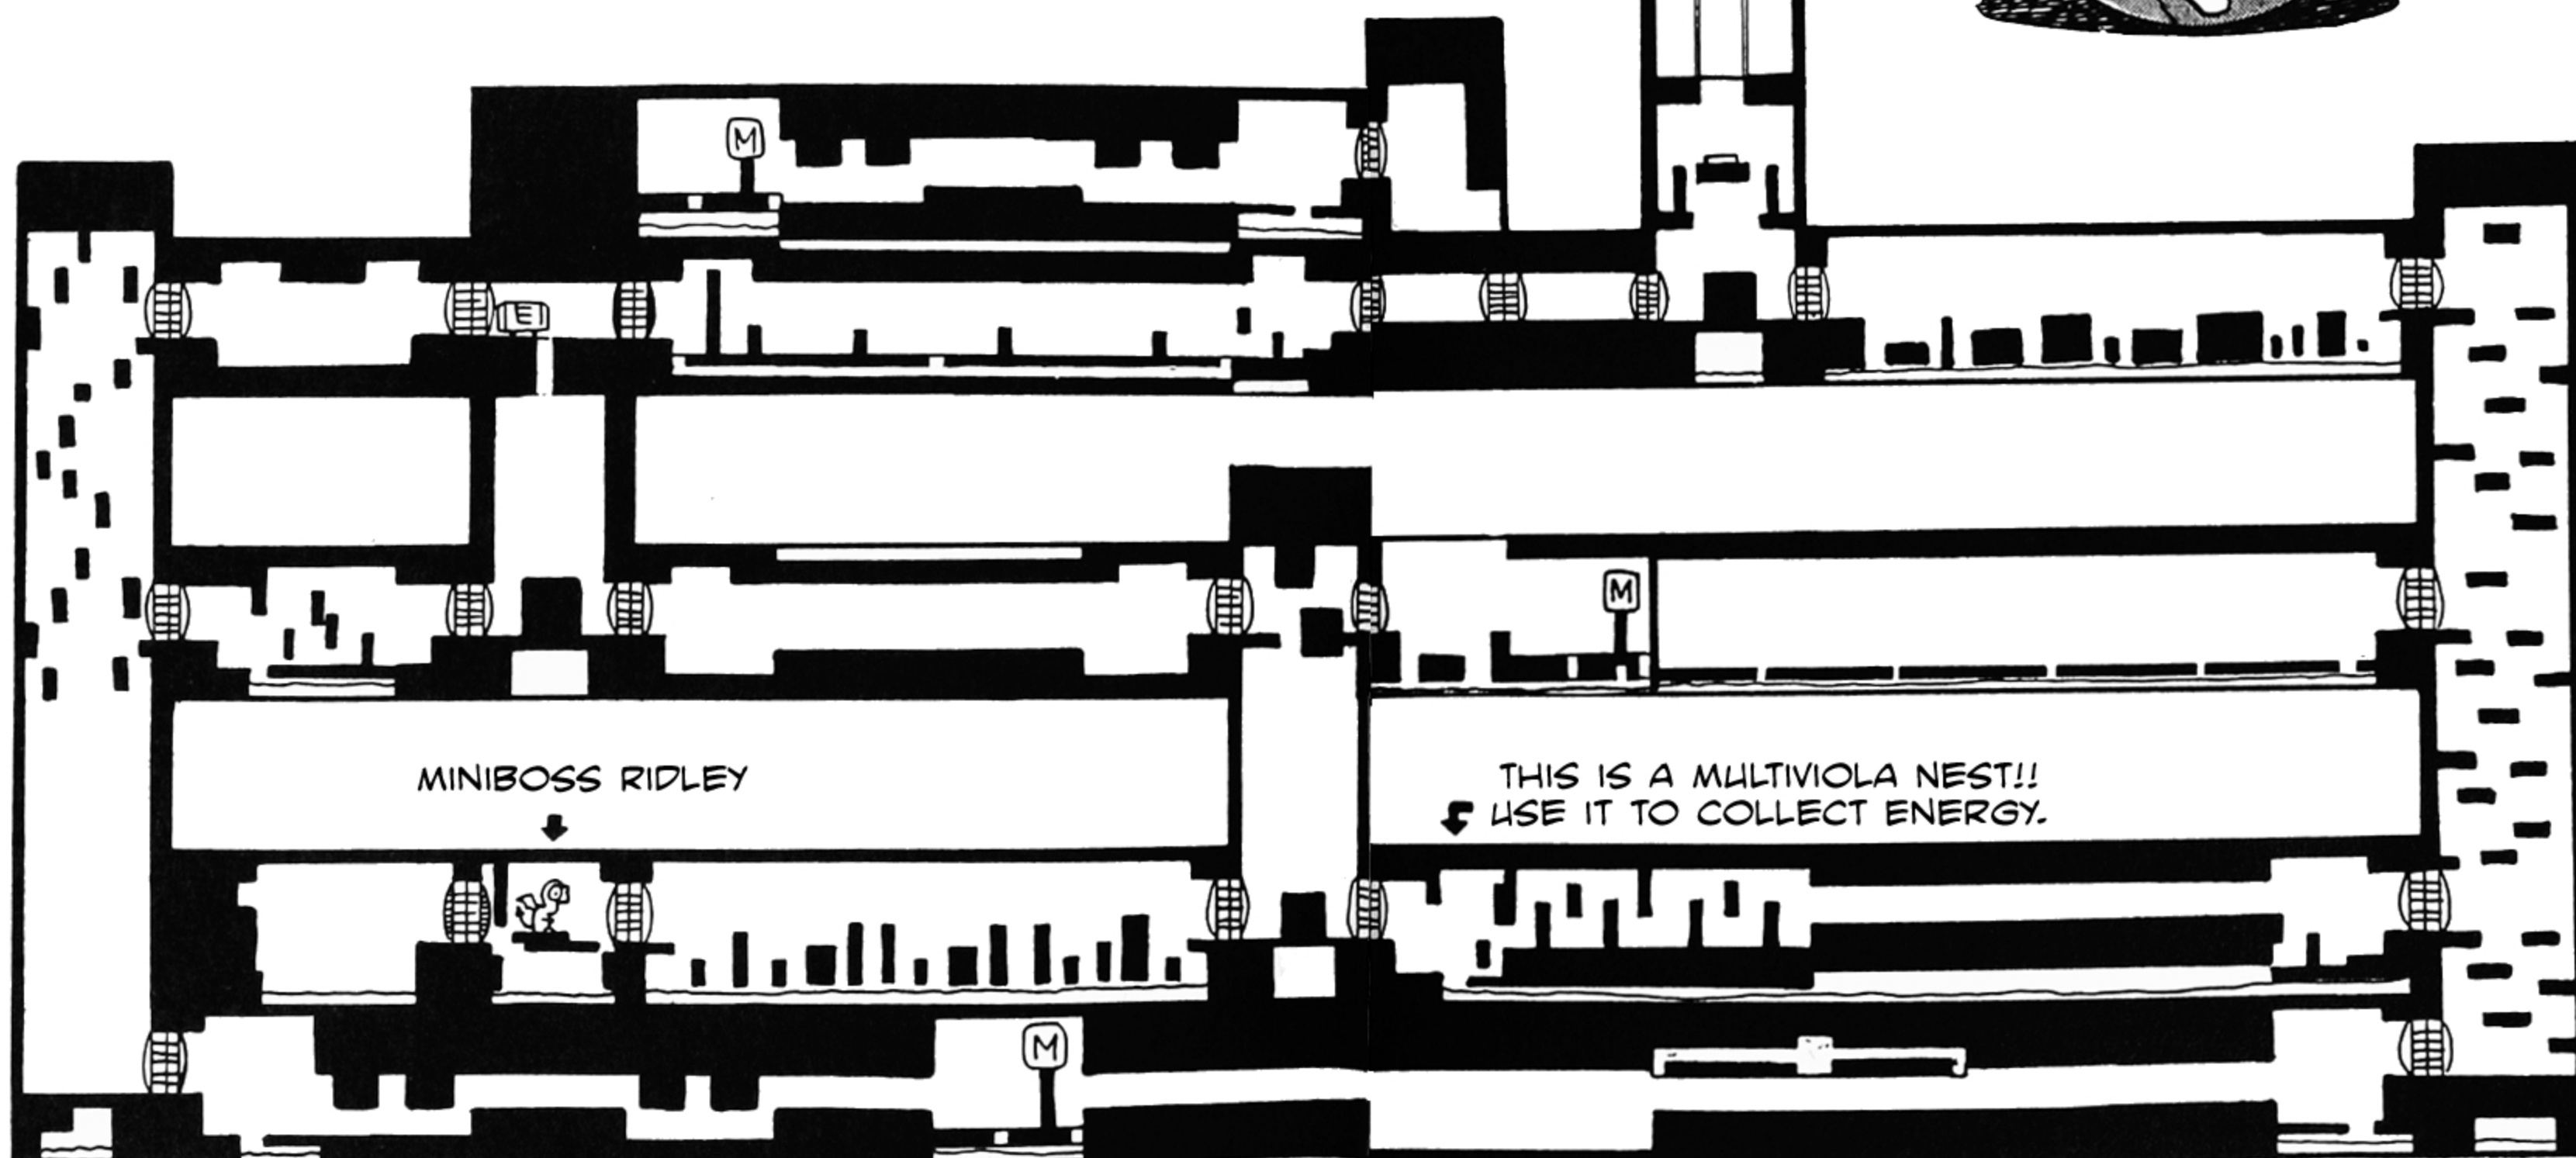 M
E
M
MINIBOSS RIDLEY
THIS IS A MULTIVIOLA NEST!!
USE IT TO COLLECT ENERGY.
M